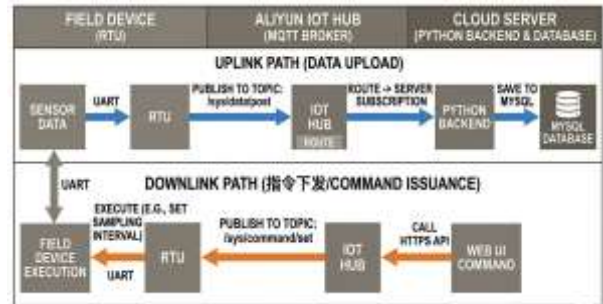 FIELD DEVICE
(RTU)
ALIYUN IOT HUB
(MQTT BROKER)
CLOUD SERVER
(PYTHON BACKEND & DATABASE)
UPLINK PATH (DATA UPLOAD)
SENSOR
DATA
UART
RTU
PUBLISH TO TOPIC:
/sys/data/post
IOT
HUB
ROUTE
ROUTE -> SERVER
SUBSCRIPTION
PYTHON
BACKEND
SAVE TO
MYSQL
MYSQL
DATABASE
UART
DOWNLINK PATH (指令下发/COMMAND ISSUANCE)
FIELD
DEVICE
EXECUTION
EXECUTE (E.G., SET
SAMPLING
INTERVAL)
UART
RTU
PUBLISH TO TOPIC:
/sys/command/set
IOT
HUB
CALL
HTTPS API
WEB UI
COMMAND